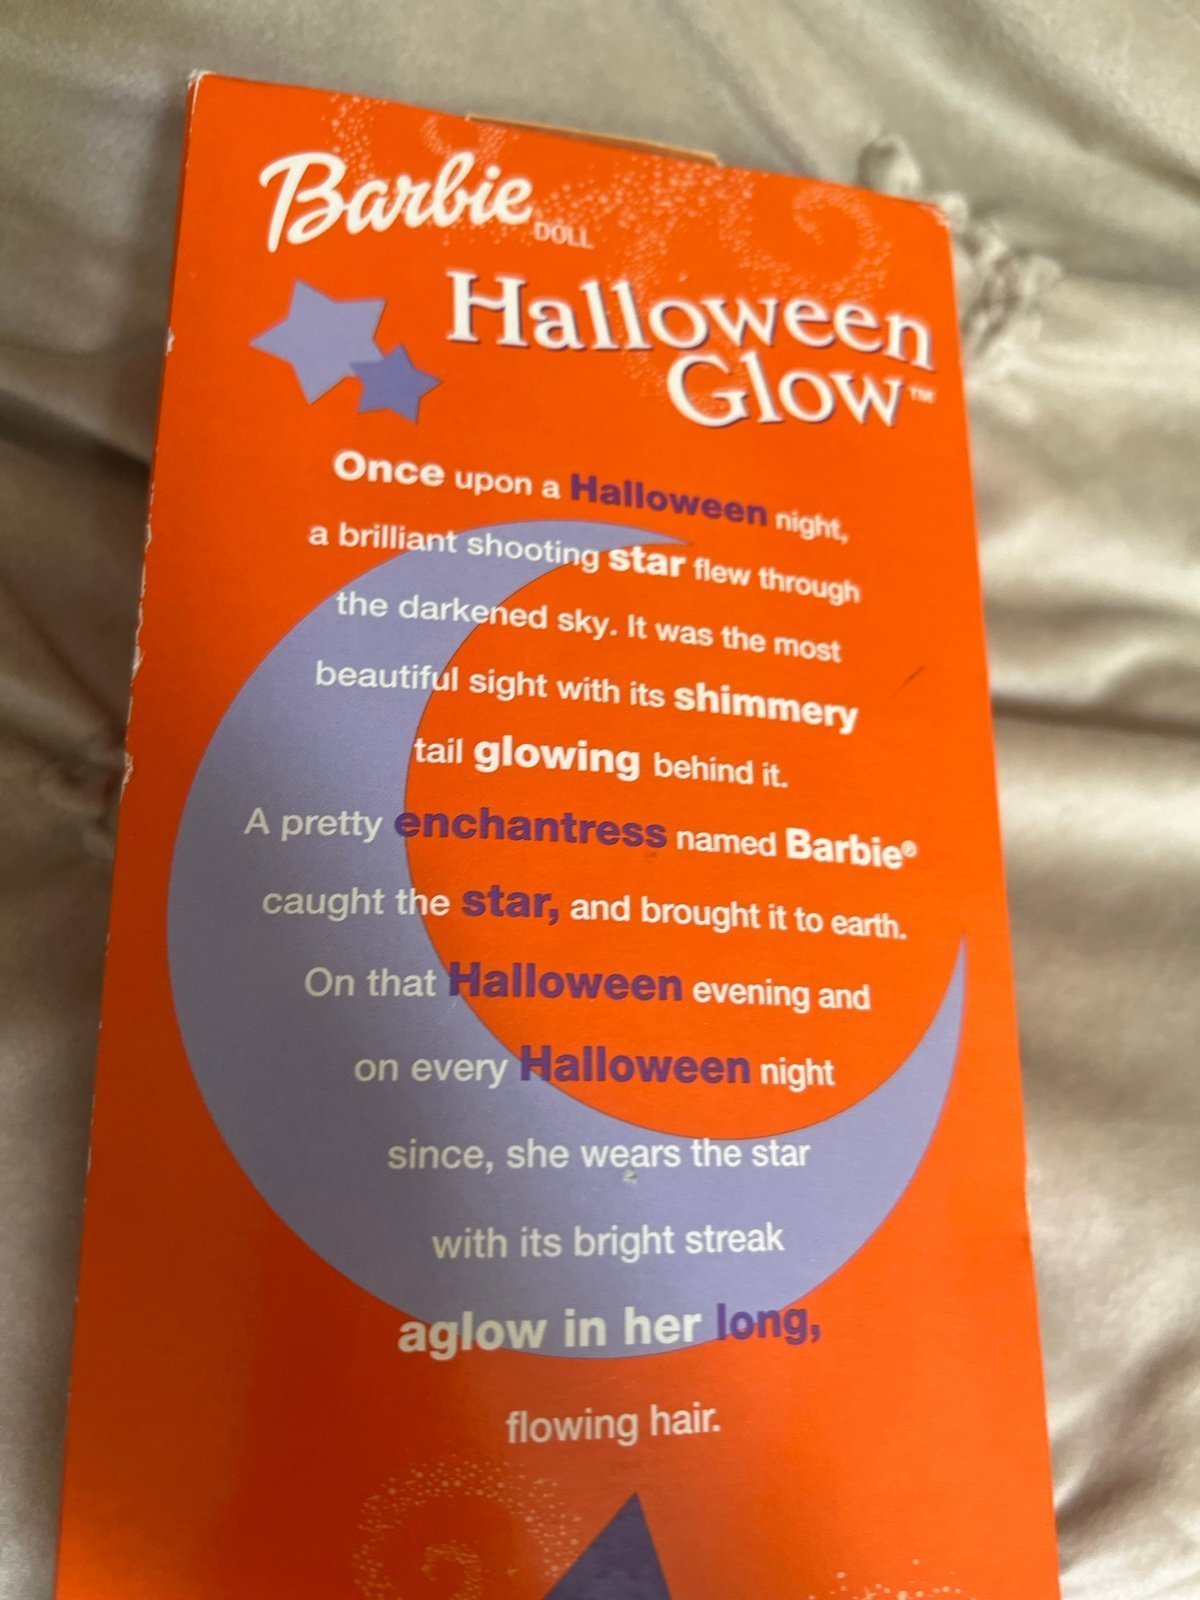 Barbie DOLL
Halloween
Glow™
Once upon a Halloween night,
a brilliant shooting star flew through
the darkened sky. It was the most
beautiful sight with its shimmery
tail glowing behind it.
A pretty enchantress named Barbie®
caught the star, and brought it to earth.
On that Halloween evening and
on every Halloween night
since, she wears the star
with its bright streak
aglow in her long,
flowing hair.